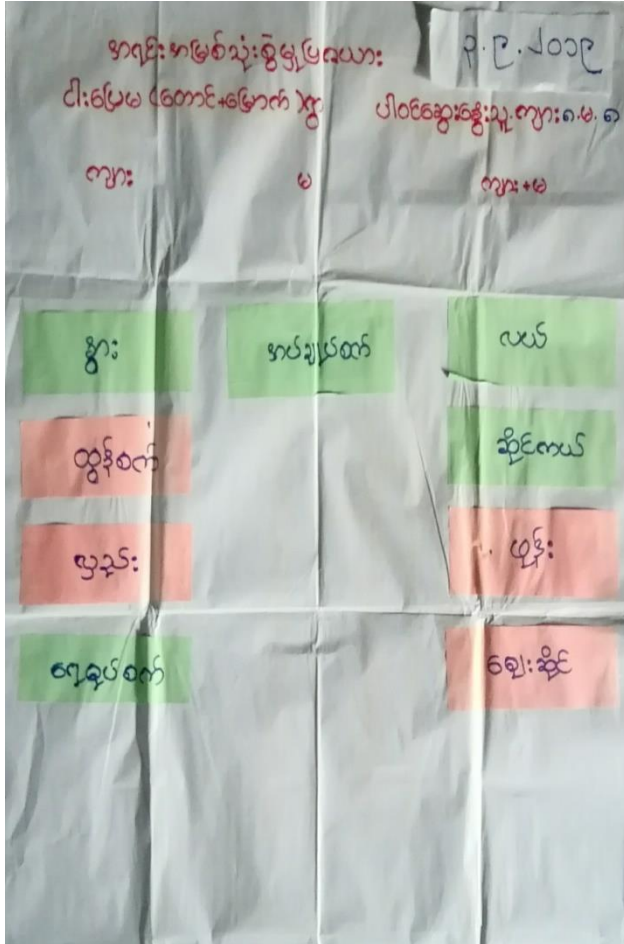 အရင်းအမြစ်သုံးစွဲမှုပြဇယား
၃.၉.၂၀၁၉
ငါးပြေမ (တောင်+မြောက်)ရွာ
ပါဝင်ဆွေးနွေးသူ.ကျား၈.မ.၈
ကျား မ ကျား+မ
နွား အပ်ချုပ်စက် လယ်
ထွန်စက် ဆိုင်ကယ်
လှည်း ဖုန်း
ရေစုပ်စက် ဈေးဆိုင်